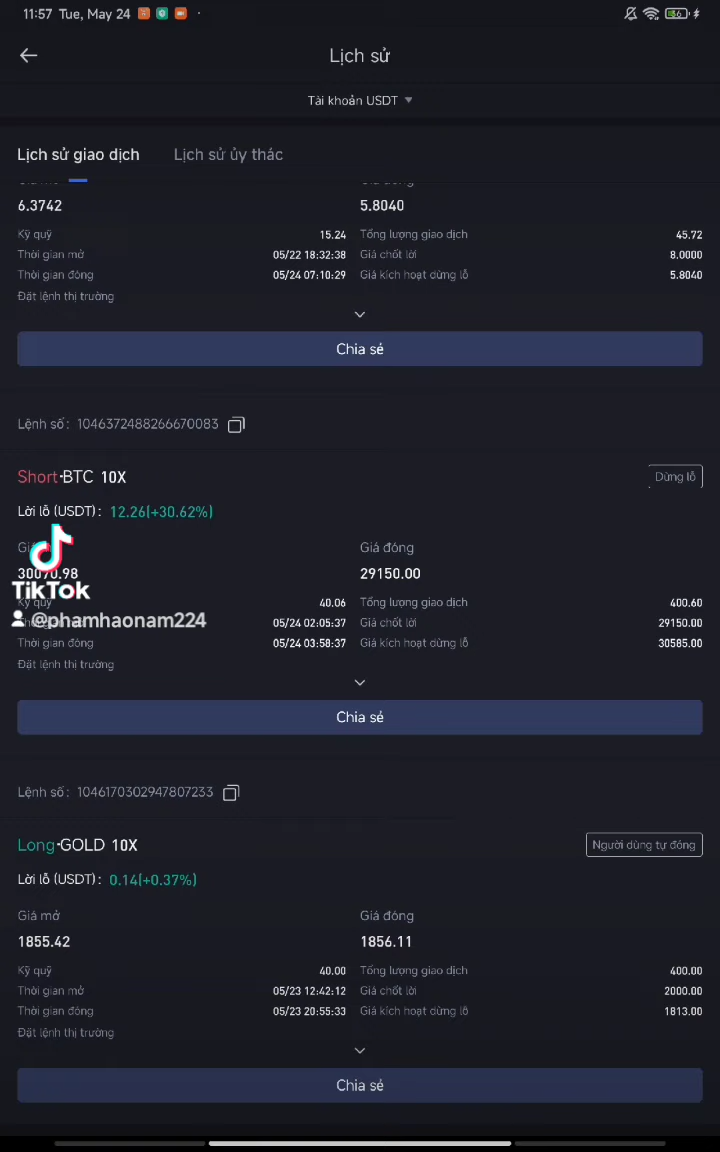 11:57 Tue, May 24
56
Lịch sử
Tài khoản USDT
Lịch sử giao dịch Lịch sử ủy thác
6.3742 5.8040
Ký quỹ 15.24 Tổng lượng giao dịch 45.72
Thời gian mở 05/22 18:32:38 Giá chốt lời 8.0000
Thời gian đóng 05/24 07:10:29 Giá kích hoạt dừng lỗ 5.8040
Đặt lệnh thị trường
Chia sẻ
Lệnh số: 1046372488266670083
Short·BTC 10X Dừng lỗ
Lời lỗ (USDT): 12.26(+30.62%)
Giá đóng
30070.98 29150.00
TikTok
Ký quỹ 40.06 Tổng lượng giao dịch 400.60
@phamhaonam224
05/24 02:05:37 Giá chốt lời 29150.00
Thời gian đóng 05/24 03:58:37 Giá kích hoạt dừng lỗ 30585.00
Đặt lệnh thị trường
Chia sẻ
Lệnh số: 1046170302947807233
Long·GOLD 10X Người dùng tự đóng
Lời lỗ (USDT): 0.14(+0.37%)
Giá mở Giá đóng
1855.42 1856.11
Ký quỹ 40.00 Tổng lượng giao dịch 400.00
Thời gian mở 05/23 12:42:12 Giá chốt lời 2000.00
Thời gian đóng 05/23 20:55:33 Giá kích hoạt dừng lỗ 1813.00
Đặt lệnh thị trường
Chia sẻ